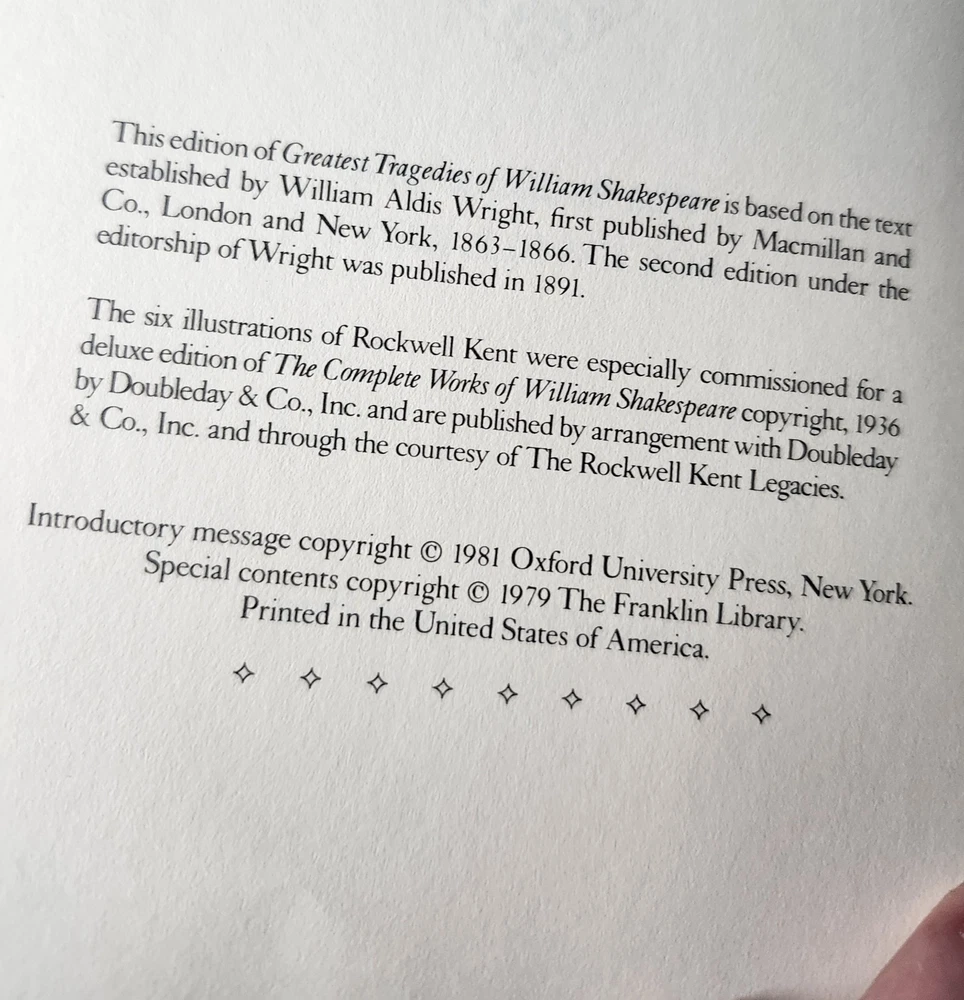 This edition of Greatest Tragedies of William Shakespeare is based on the text
established by William Aldis Wright, first published by Macmillan and
Co., London and New York, 1863–1866. The second edition under the
editorship of Wright was published in 1891.
The six illustrations of Rockwell Kent were especially commissioned for a
deluxe edition of The Complete Works of William Shakespeare copyright, 1936
by Doubleday & Co., Inc. and are published by arrangement with Doubleday
& Co., Inc. and through the courtesy of The Rockwell Kent Legacies.
Introductory message copyright © 1981 Oxford University Press, New York.
Special contents copyright © 1979 The Franklin Library.
Printed in the United States of America.